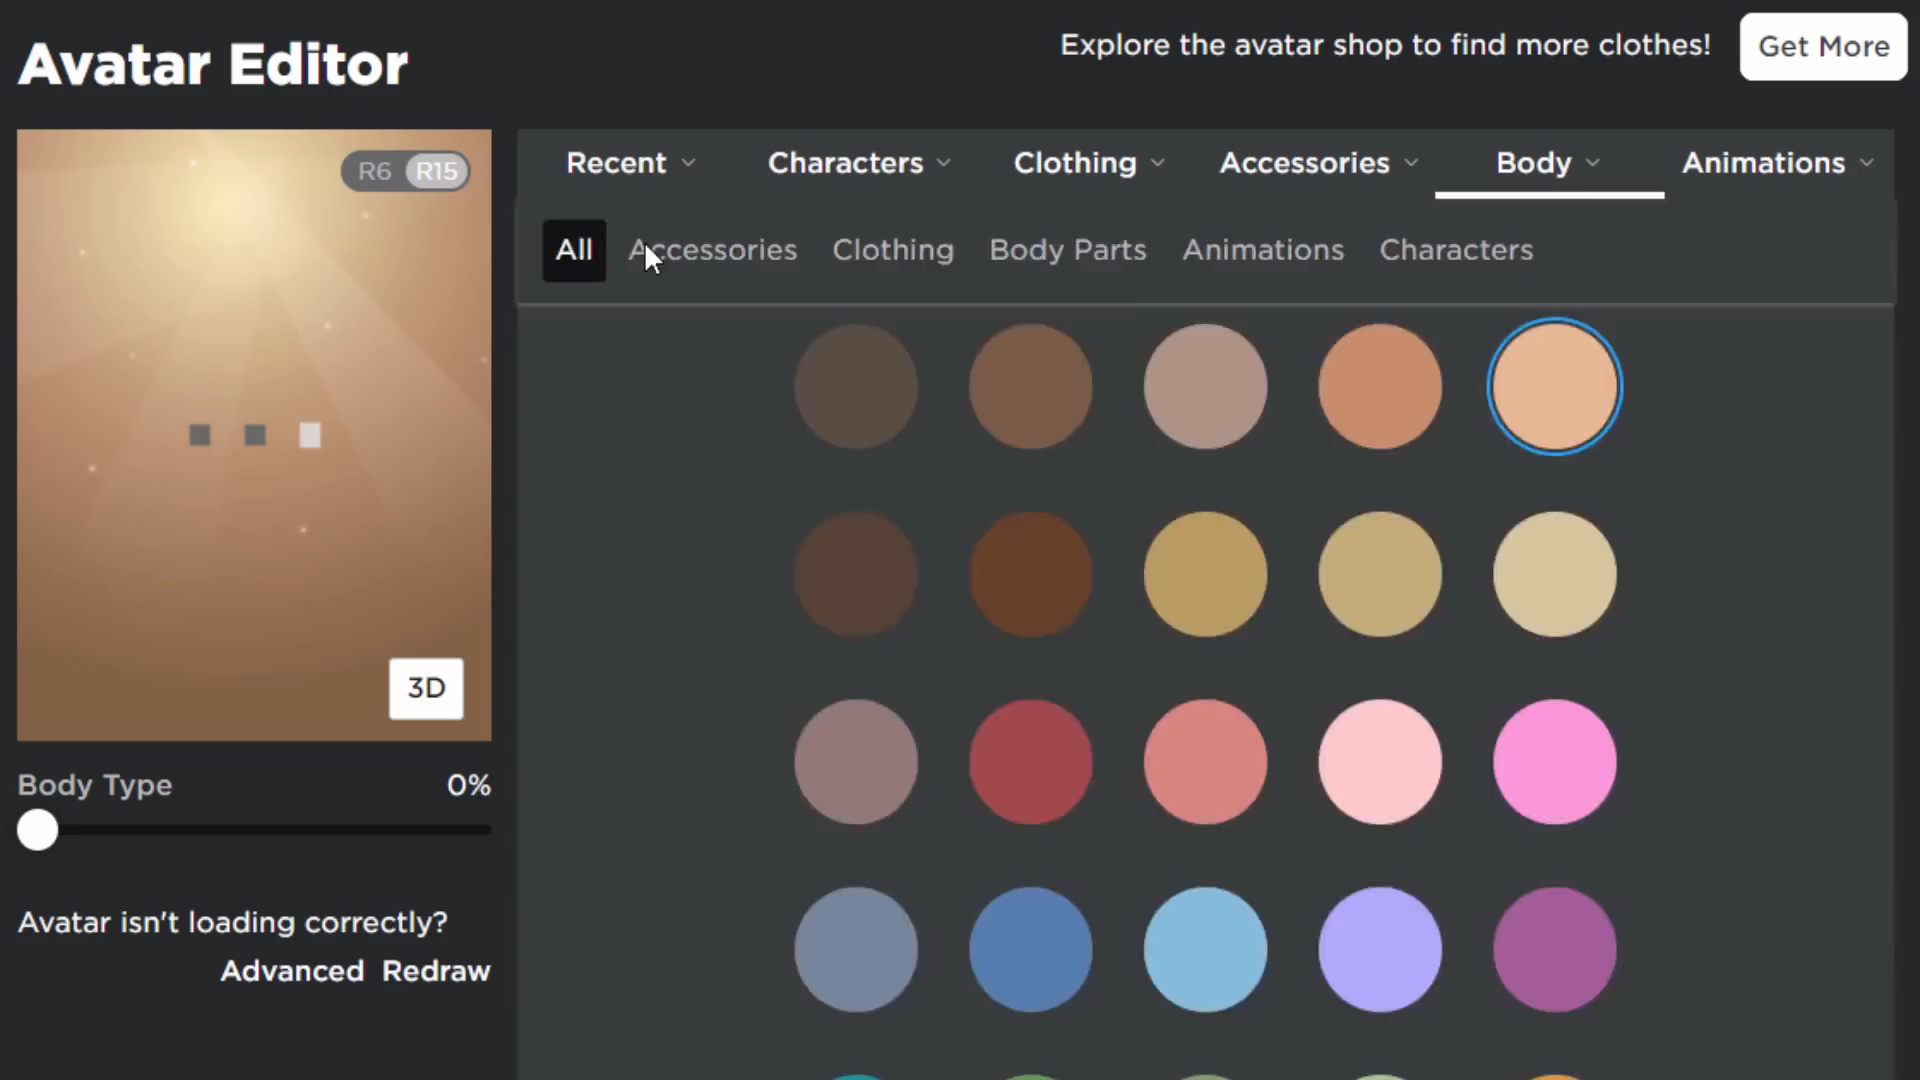 Avatar Editor
Explore the avatar shop to find more clothes!
Get More
R6 R15
Recent Characters Clothing Accessories Body Animations
All Accessories Clothing Body Parts Animations Characters
3D
Body Type 0%
Avatar isn't loading correctly?
Advanced Redraw